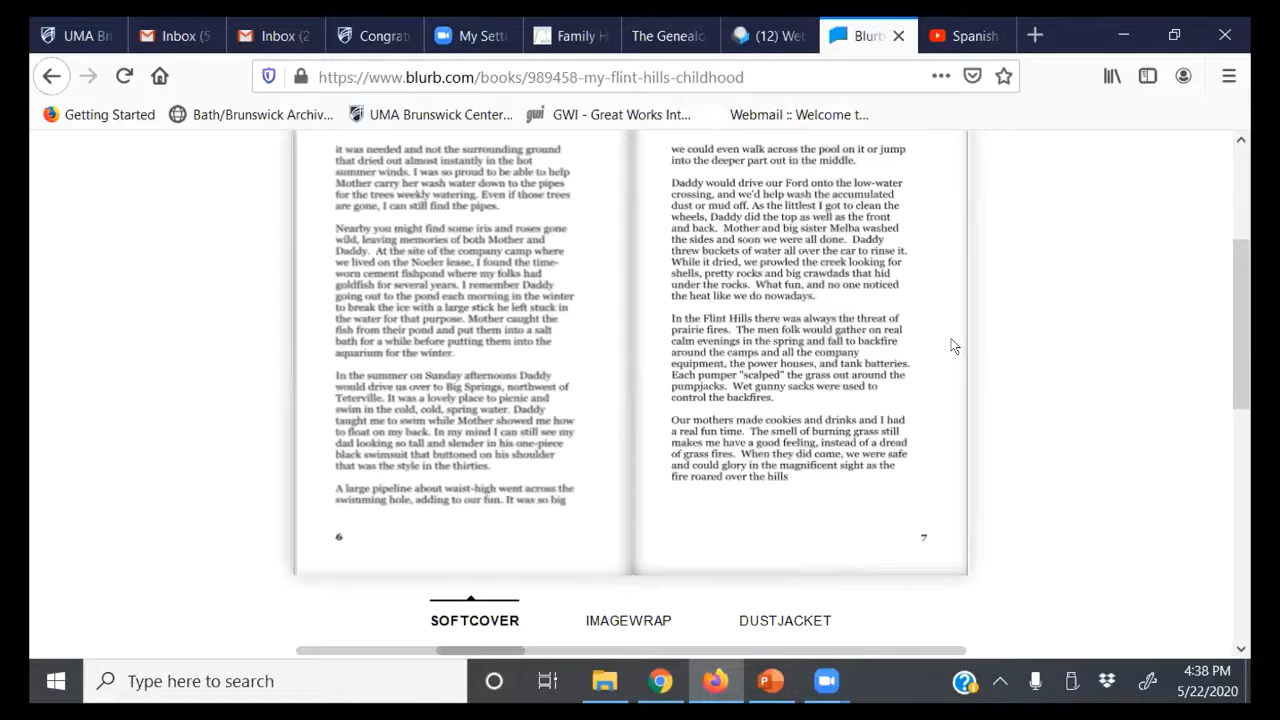 UMA Br
Inbox (5
Inbox (2
Congrat
My Sett
Family H
The Genealo
(12) Wet
Blurb
Spanish
https://www.blurb.com/books/989458-my-flint-hills-childhood
Getting Started
Bath/Brunswick Archiv...
UMA Brunswick Center...
gwi
GWI - Great Works Int...
Webmail :: Welcome t...
it was needed and not the surrounding ground
that dried out almost instantly in the hot
summer winds. I was so proud to be able to help
Mother carry her wash water down to the pipes
for the trees weekly watering. Even if those trees
are gone, I can still find the pipes.
Nearby you might find some iris and roses gone
wild, leaving memories of both Mother and
Daddy. At the site of the company camp where
we lived on the Noeler lease, I found the time-
worn cement fishpond where my folks had
goldfish for several years. I remember Daddy
going out to the pond each morning in the winter
to break the ice with a large stick he left stuck in
the water for that purpose. Mother caught the
fish from their pond and put them into a salt
bath for a while before putting them into the
aquarium for the winter.
In the summer on Sunday afternoons Daddy
would drive us over to Big Springs, northwest of
Teterville. It was a lovely place to picnic and
swim in the cold, cold, spring water. Daddy
taught me to swim while Mother showed me how
to float on my back. In my mind I can still see my
dad looking so tall and slender in his one-piece
black swimsuit that buttoned on his shoulder
that was the style in the thirties.
A large pipeline about waist-high went across the
swimming hole, adding to our fun. It was so big
6
we could even walk across the pool on it or jump
into the deeper part out in the middle.
Daddy would drive our Ford onto the low-water
crossing, and we'd help wash the accumulated
dust or mud off. As the littlest I got to clean the
wheels, Daddy did the top as well as the front
and back. Mother and big sister Melba washed
the sides and soon we were all done. Daddy
threw buckets of water all over the car to rinse it.
While it dried, we prowled the creek looking for
shells, pretty rocks and big crawdads that hid
under the rocks. What fun, and no one noticed
the heat like we do nowadays.
In the Flint Hills there was always the threat of
prairie fires. The men folk would gather on real
calm evenings in the spring and fall to backfire
around the camps and all the company
equipment, the power houses, and tank batteries.
Each pumper "scalped" the grass out around the
pumpjacks. Wet gunny sacks were used to
control the backfires.
Our mothers made cookies and drinks and I had
a real fun time. The smell of burning grass still
makes me have a good feeling, instead of a dread
of grass fires. When they did come, we were safe
and could glory in the magnificent sight as the
fire roared over the hills
7
SOFTCOVER
IMAGEWRAP
DUSTJACKET
Type here to search
4:38 PM
5/22/2020